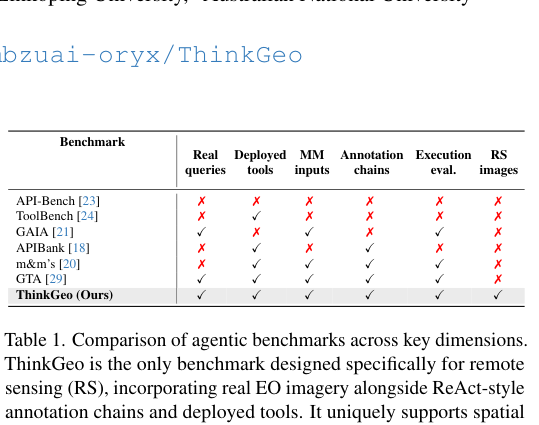 University, Australian National University
bzuai-oryx/ThinkGeo
Benchmark Real queries Deployed tools MM inputs Annotation chains Execution eval. RS images
API-Bench [23] ✗ ✗ ✗ ✗ ✗ ✗
ToolBench [24] ✗ ✓ ✗ ✗ ✗ ✗
GAIA [21] ✓ ✗ ✓ ✗ ✓ ✗
APIBank [18] ✗ ✓ ✗ ✓ ✗ ✗
m&m's [20] ✗ ✓ ✓ ✓ ✓ ✗
GTA [29] ✓ ✓ ✓ ✓ ✓ ✗
ThinkGeo (Ours) ✓ ✓ ✓ ✓ ✓ ✓
Table 1. Comparison of agentic benchmarks across key dimensions.
ThinkGeo is the only benchmark designed specifically for remote
sensing (RS), incorporating real EO imagery alongside ReAct-style
annotation chains and deployed tools. It uniquely supports spatial